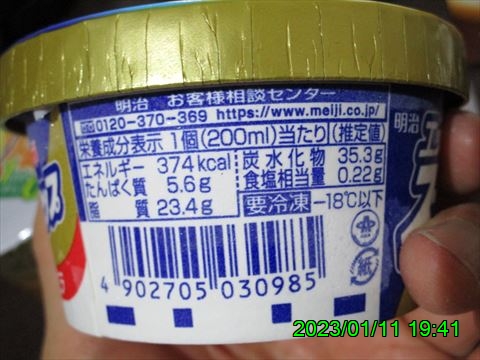 明治 お客様相談センター
0120-370-369 https://www.meiji.co.jp/
栄養成分表示 1個(200ml)当たり(推定値)
エネルギー 374kcal 炭水化物 35.3g
たんぱく質 5.6g 食塩相当量 0.22g
脂質 23.4g 要冷凍 -18℃以下
紙
4 902705 030985
明治
2023/01/11 19:41